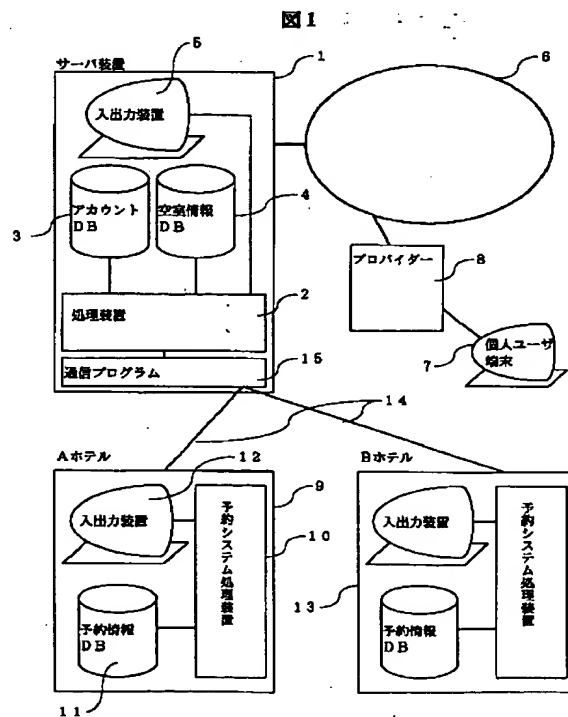 図1
5
サーバ装置
1
6
入出力装置
3
アカウント
DB
空室情報
DB
4
プロバイダー
8
処理装置
2
個人ユーザ
端末
7
通信プログラム
15
14
Aホテル
12
9
入出力装置
予約システム処理装置
10
予約情報
DB
11
Bホテル
入出力装置
予約システム処理装置
13
予約情報
DB